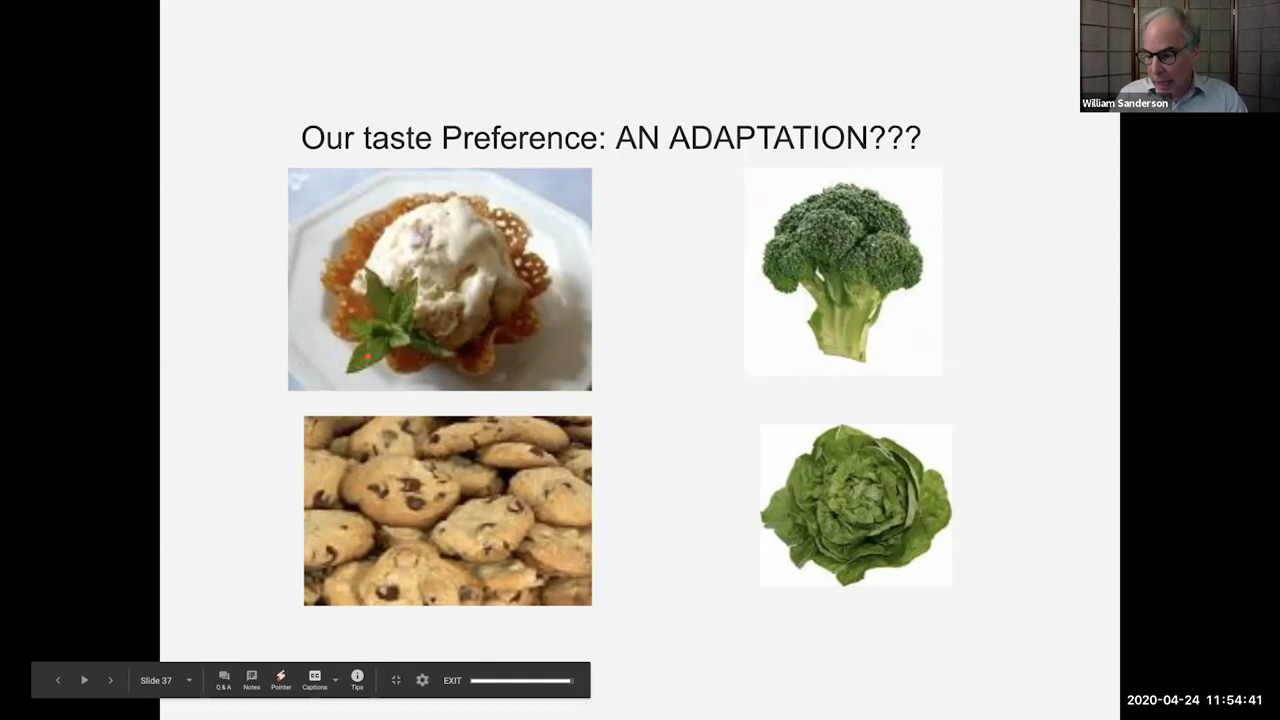 William Sanderson
Our taste Preference: AN ADAPTATION???
Slide 37
Q & A
Notes
Pointer
CC
Captions
Tips
EXIT
2020-04-24 11:54:41